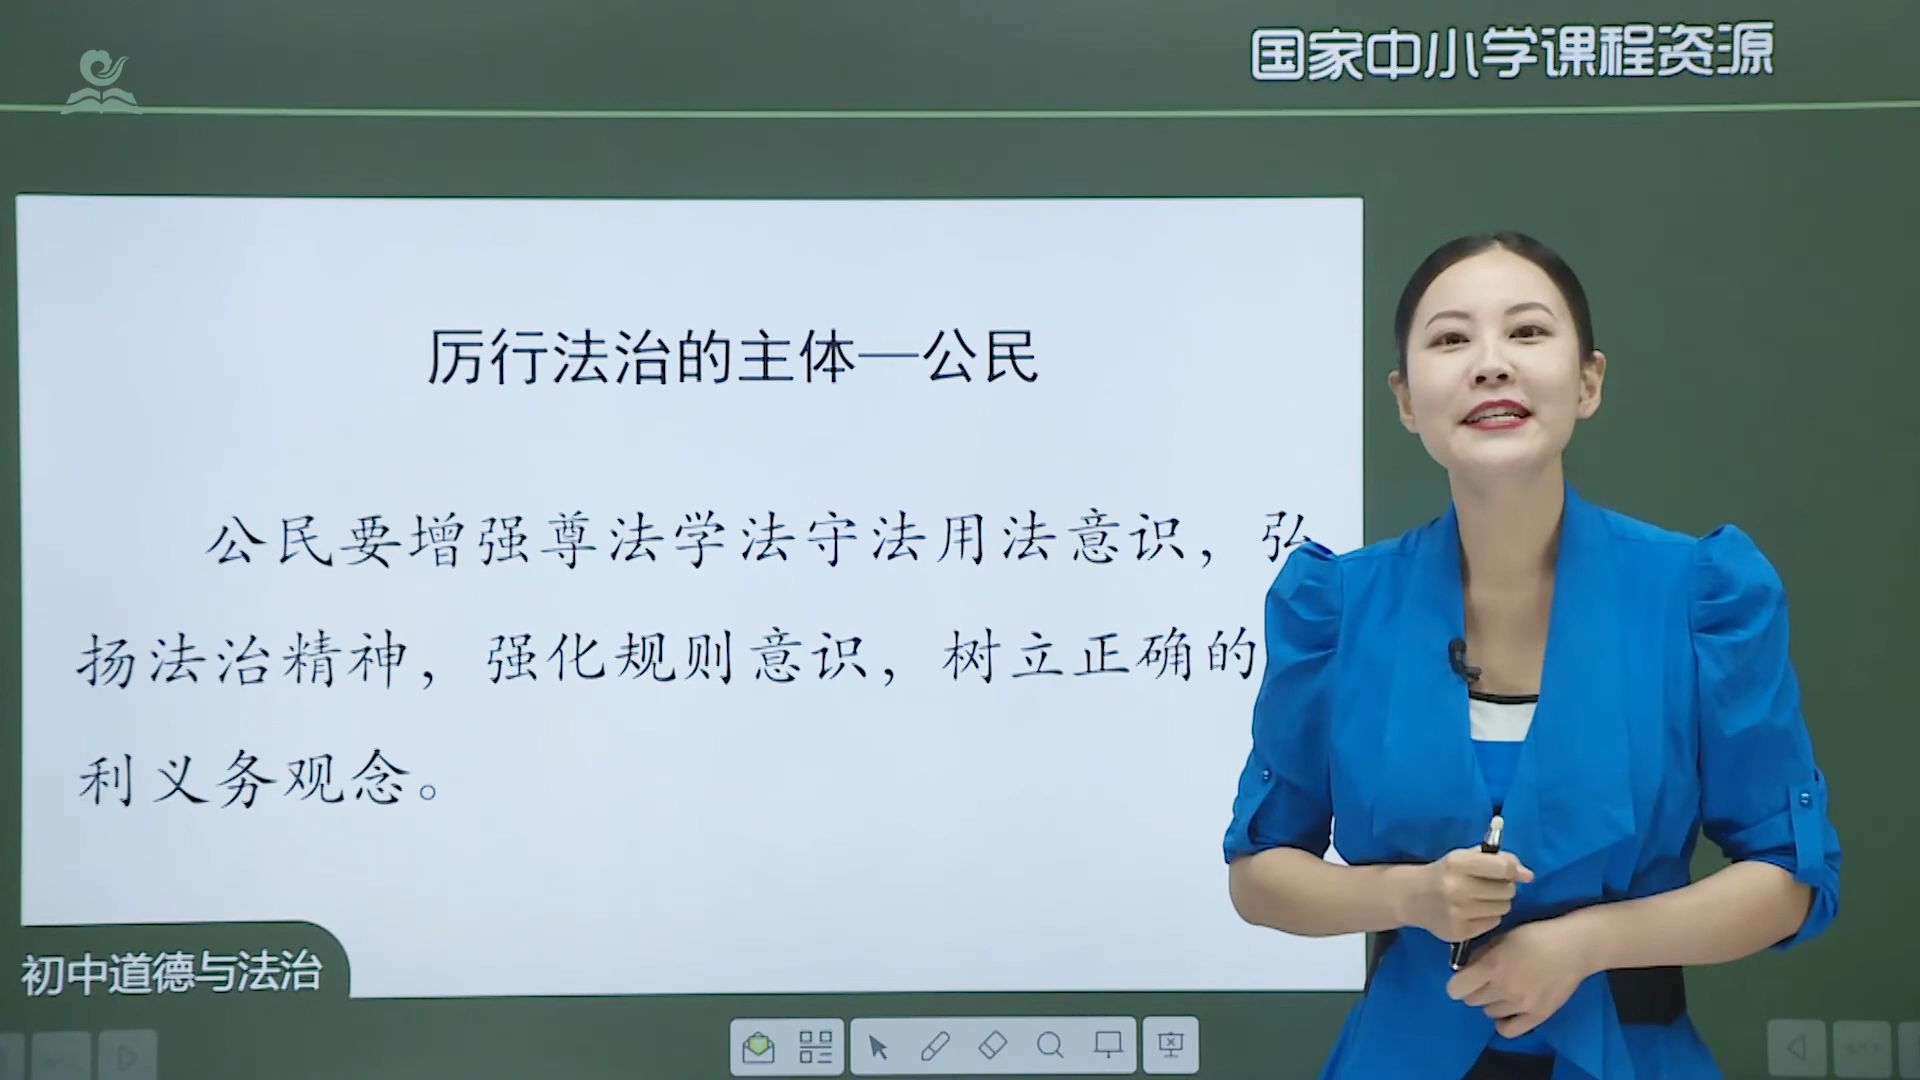 国家中小学课程资源
厉行法治的主体—公民
公民要增强尊法学法守法用法意识，弘
扬法治精神，强化规则意识，树立正确的
利义务观念。
初中道德与法治